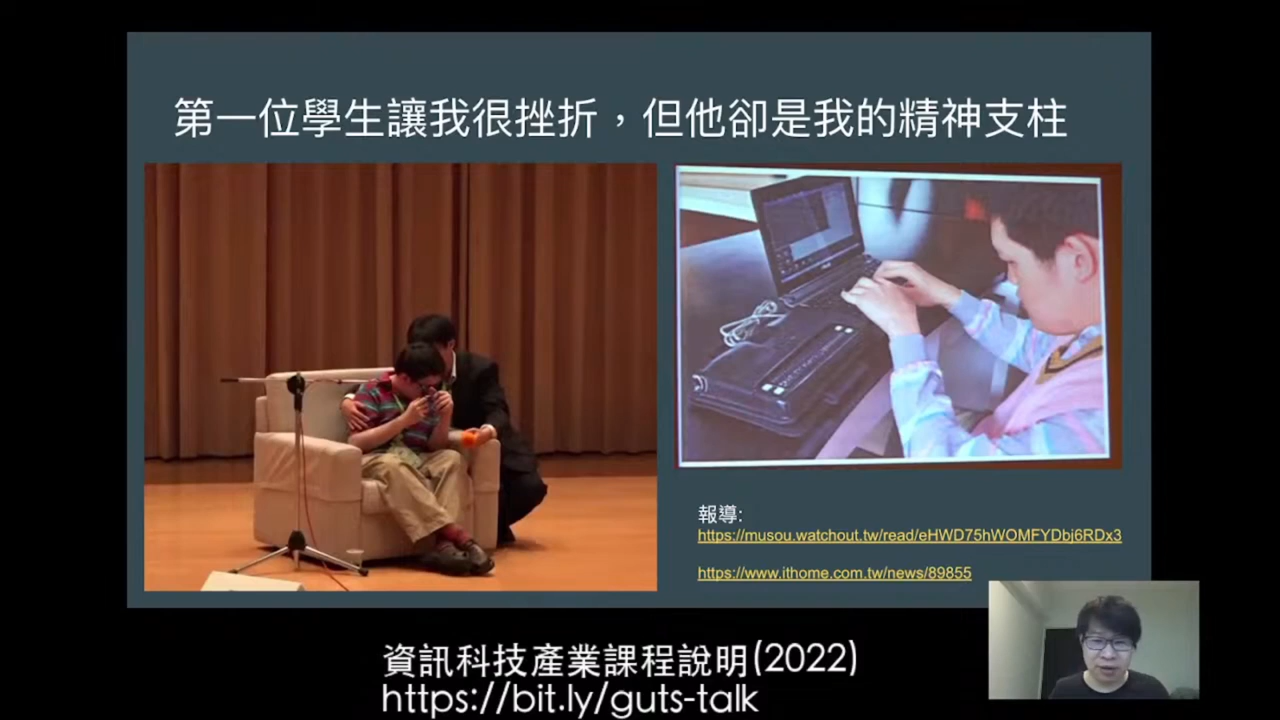 第一位學生讓我很挫折，但他卻是我的精神支柱
報導:
https://musou.watchout.tw/read/eHWD75hWOMFYDbj6RDx3
https://www.ithome.com.tw/news/89855
資訊科技產業課程說明(2022)
https://bit.ly/guts-talk